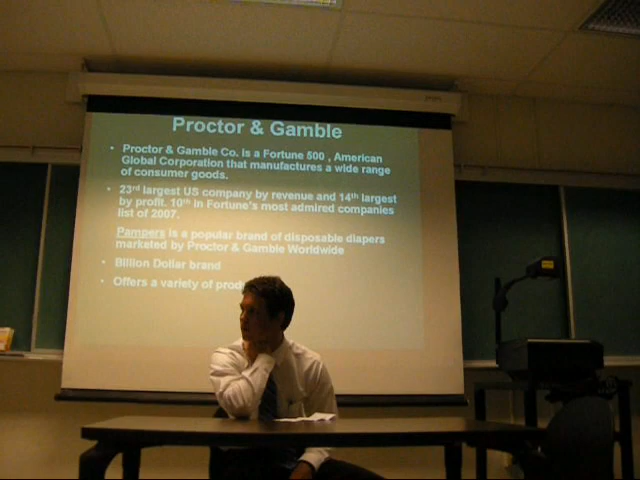 Proctor & Gamble
• Proctor & Gamble Co. is a Fortune 500 , American
Global Corporation that manufactures a wide range
of consumer goods.
• 23rd largest US company by revenue and 14th largest
by profit. 10th in Fortune's most admired companies
list of 2007.
Pampers is a popular brand of disposable diapers
marketed by Proctor & Gamble Worldwide
• Billion Dollar brand
• Offers a variety of